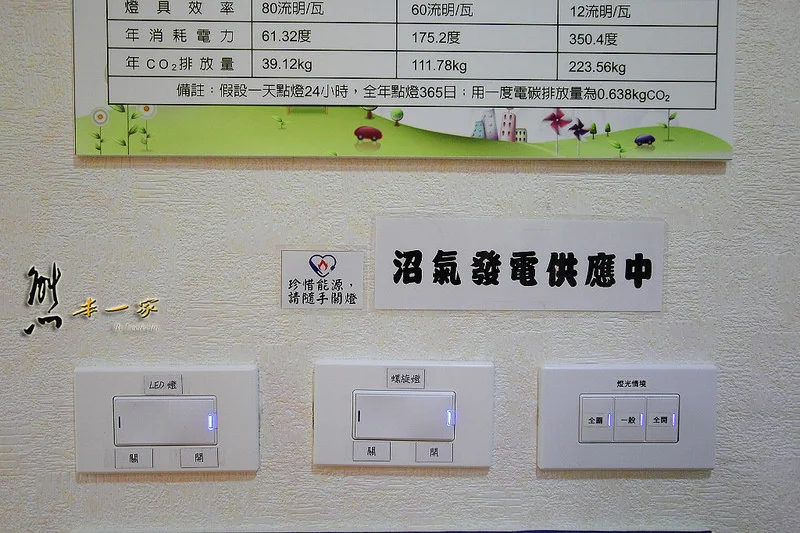 燈具效率 80流明/瓦 60流明/瓦 12流明/瓦
年消耗電力 61.32度 175.2度 350.4度
年CO₂排放量 39.12kg 111.78kg 223.56kg
備註：假設一天點燈24小時，全年點燈365日；用一度電碳排放量為0.638kgCO₂
沼氣發電供應中
珍惜能源，
請隨手關燈
熊本一家
LED燈
關 開
螺旋燈
關 開
燈光情境
全關 一般 全開